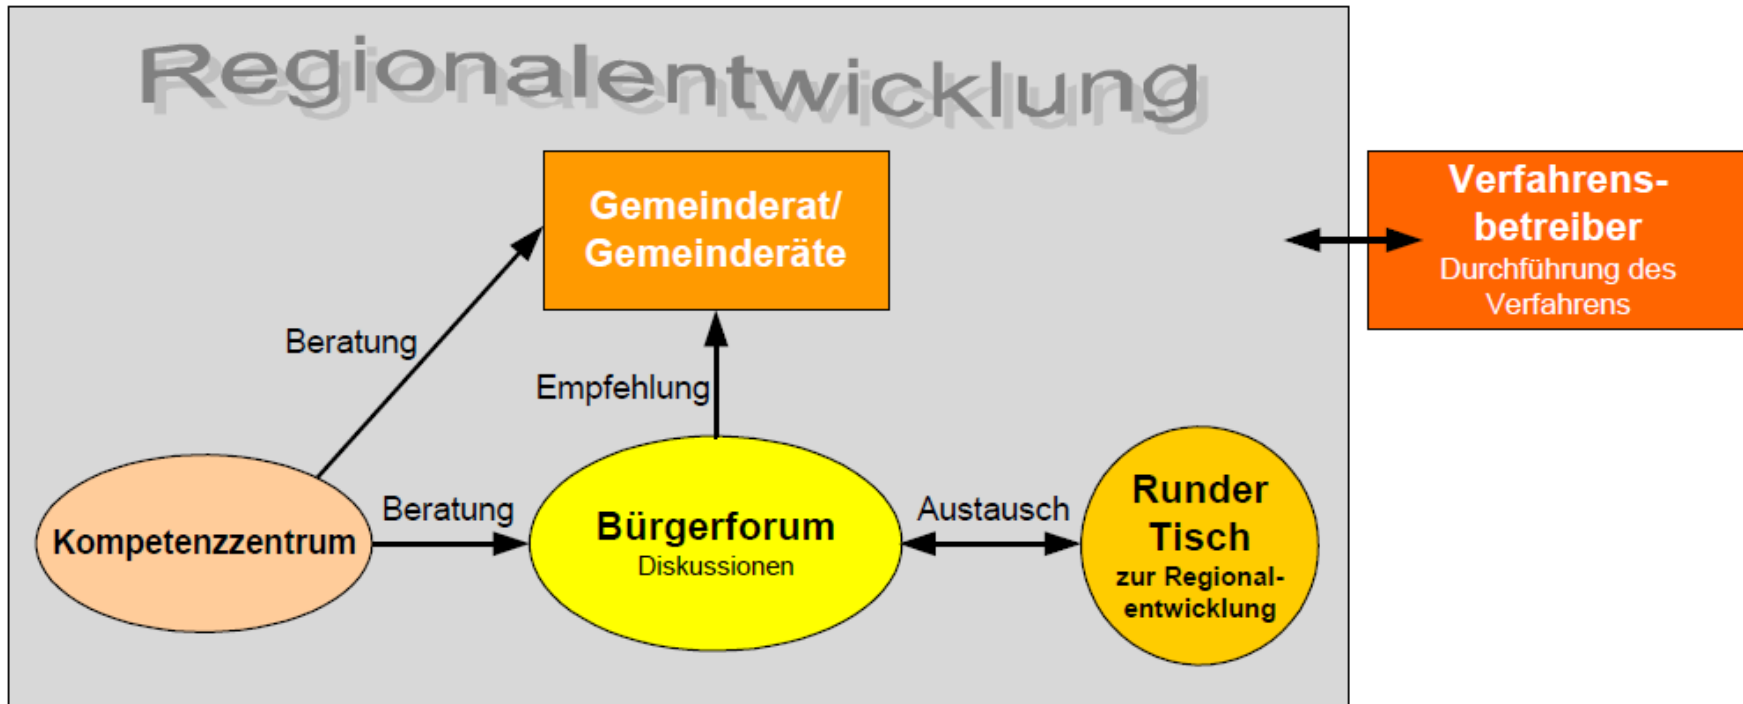 Regionalentwicklung
Gemeinderat/
Gemeinderäte
Verfahrens-
betreiber
Durchführung des
Verfahrens
Beratung
Empfehlung
Kompetenzzentrum
Beratung
Bürgerforum
Diskussionen
Austausch
Runder
Tisch
zur Regional-
entwicklung